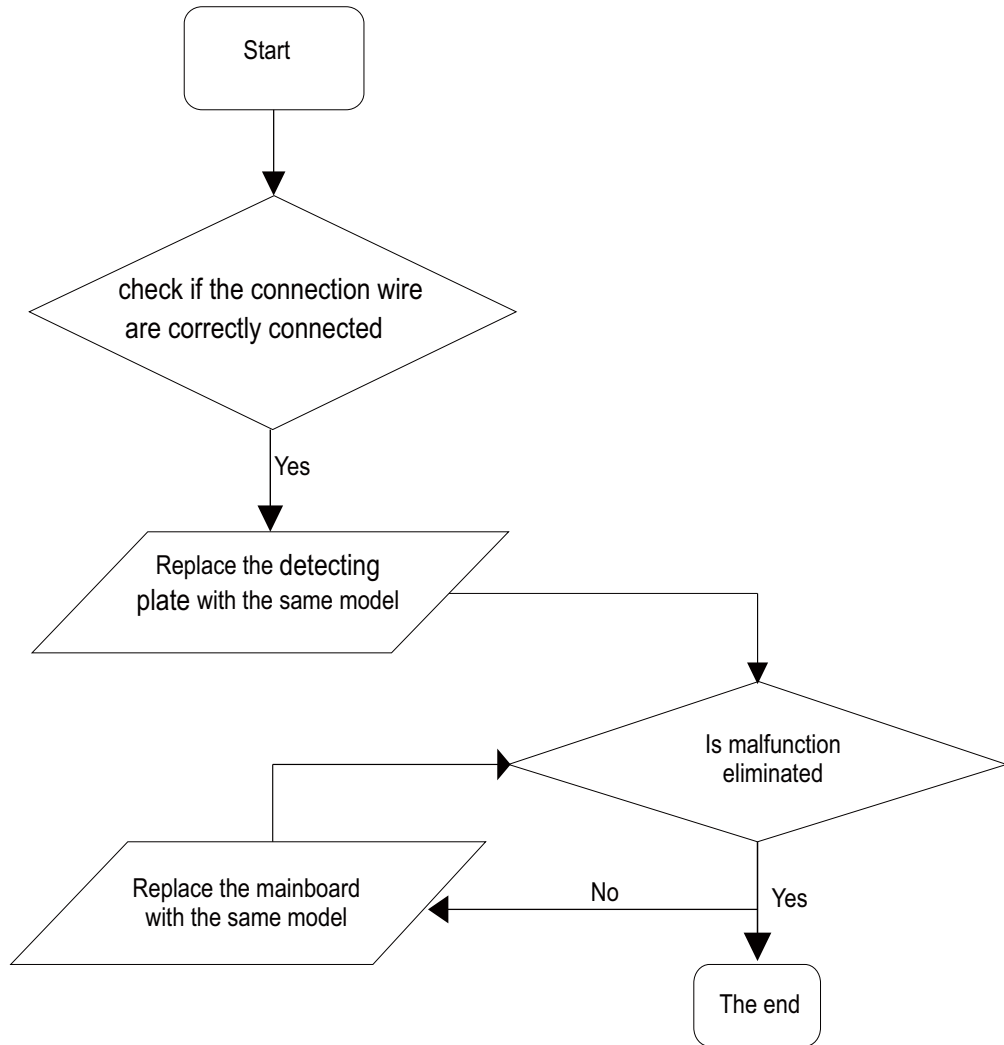 Start
check if the connection wire
are correctly connected
Yes
Replace the detecting
plate with the same model
Is malfunction
eliminated
Replace the mainboard
with the same model
No
Yes
The end